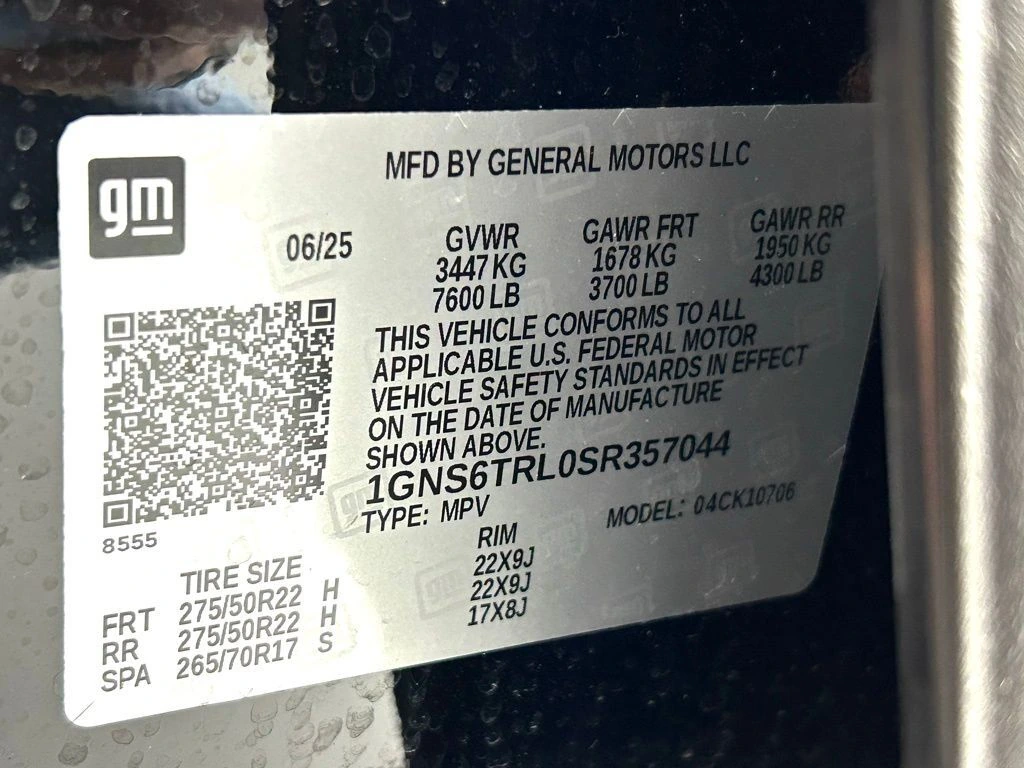 gm
MFD BY GENERAL MOTORS LLC
06/25 GVWR GAWR FRT GAWR RR
3447 KG 1678 KG 1950 KG
7600 LB 3700 LB 4300 LB
THIS VEHICLE CONFORMS TO ALL
APPLICABLE U.S. FEDERAL MOTOR
VEHICLE SAFETY STANDARDS IN EFFECT
ON THE DATE OF MANUFACTURE
SHOWN ABOVE.
1GNS6TRL0SR357044
TYPE: MPV MODEL: 04CK10706
8555
TIRE SIZE RIM
FRT 275/50R22 H 22X9J
RR 275/50R22 H 22X9J
SPA 265/70R17 S 17X8J